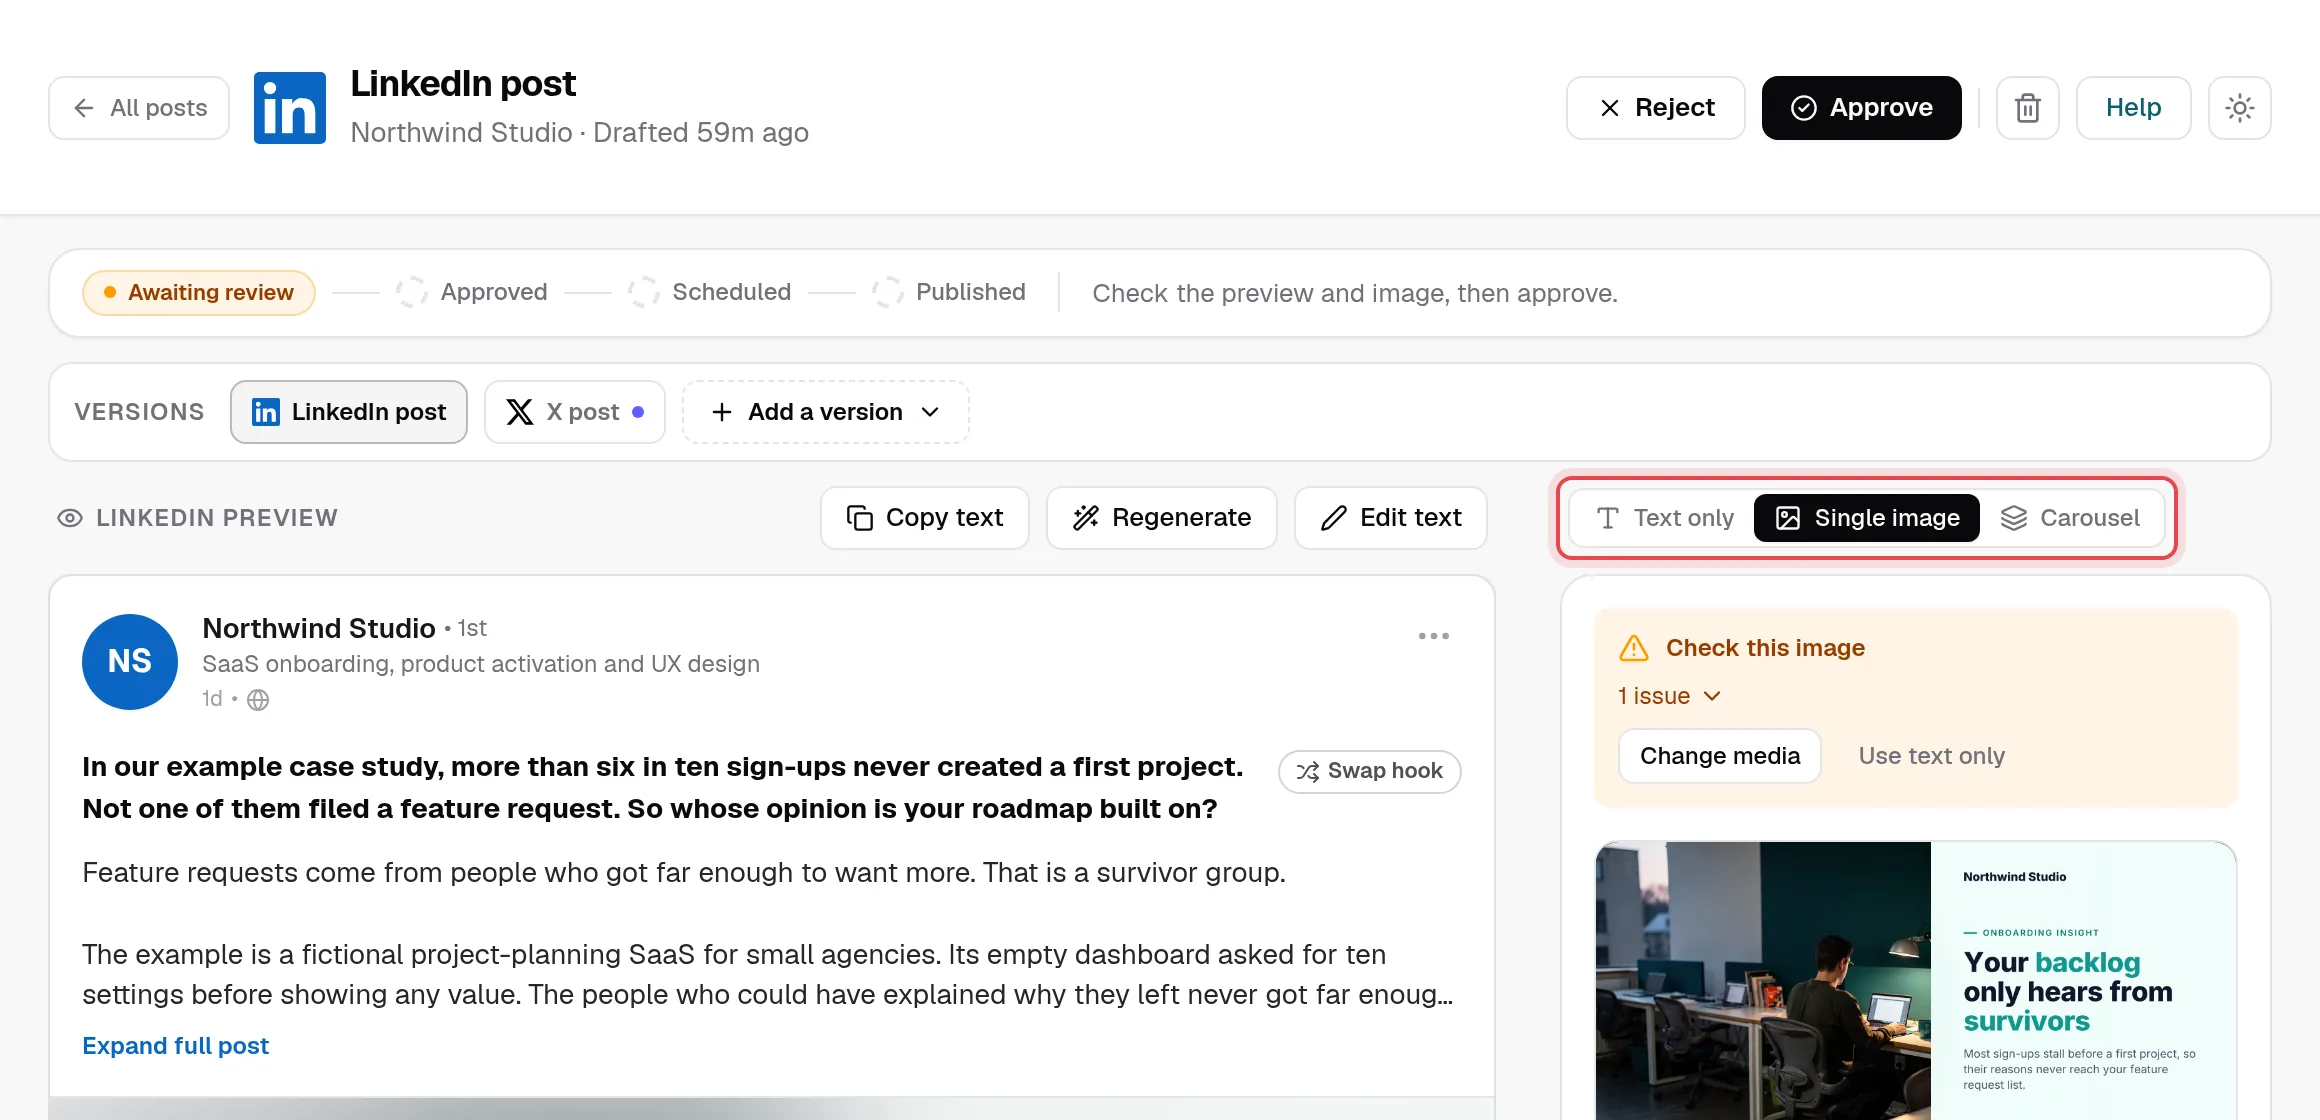 All posts
in
LinkedIn post
Northwind Studio · Drafted 59m ago
Reject
Approve
Help
Awaiting review
Approved
Scheduled
Published
Check the preview and image, then approve.
VERSIONS
in
LinkedIn post
X post
Add a version
LINKEDIN PREVIEW
Copy text
Regenerate
Edit text
Text only
Single image
Carousel
NS
Northwind Studio • 1st
SaaS onboarding, product activation and UX design
1d •
In our example case study, more than six in ten sign-ups never created a first project.
Not one of them filed a feature request. So whose opinion is your roadmap built on?
Swap hook
Feature requests come from people who got far enough to want more. That is a survivor group.
The example is a fictional project-planning SaaS for small agencies. Its empty dashboard asked for ten
settings before showing any value. The people who could have explained why they left never got far enoug...
Expand full post
Check this image
1 issue
Change media
Use text only
Northwind Studio
ONBOARDING INSIGHT
Your backlog
only hears from
survivors
Most sign-ups stall before a first project, so
their reasons never reach your feature
request list.